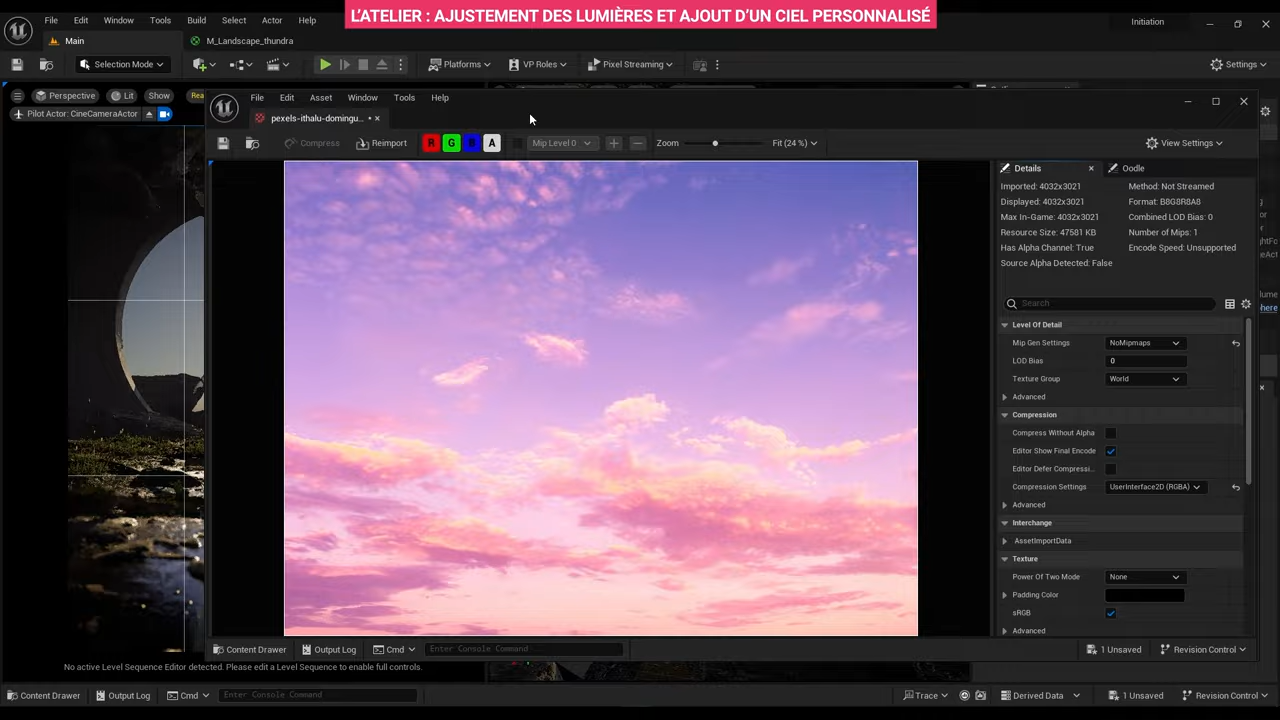 L'ATELIER : AJUSTEMENT DES LUMIÈRES ET AJOUT D'UN CIEL PERSONNALISÉ
File Edit Window Tools Build Select Actor Help
Initiation
Main
M_Landscape_thundra
Selection Mode
Platforms
VP Roles
Pixel Streaming
Settings
Perspective
Lit
Show
Rea
Pilot Actor: CineCameraActor
File Edit Asset Window Tools Help
pexels-ithalu-domingu... •
Compress
Reimport
R G B A
Mip Level 0
Zoom
Fit (24 %)
View Settings
Details
Oodle
Imported: 4032x3021
Method: Not Streamed
Displayed: 4032x3021
Format: B8G8R8A8
Max In-Game: 4032x3021
Combined LOD Bias: 0
Resource Size: 47581 KB
Number of Mips: 1
Has Alpha Channel: True
Encode Speed: Unsupported
Source Alpha Detected: False
Search
Level Of Detail
Mip Gen Settings
NoMipmaps
LOD Bias
0
Texture Group
World
Advanced
Compression
Compress Without Alpha
Editor Show Final Encode
Editor Defer Compressi...
Compression Settings
UserInterface2D (RGBA)
Advanced
Interchange
AssetImportData
Texture
Power Of Two Mode
None
Padding Color
sRGB
Advanced
Content Drawer
Output Log
Cmd
Enter Console Command
1 Unsaved
Revision Control
No active Level Sequence Editor detected. Please edit a Level Sequence to enable full controls.
Content Drawer
Output Log
Cmd
Enter Console Command
Trace
Derived Data
1 Unsaved
Revision Control